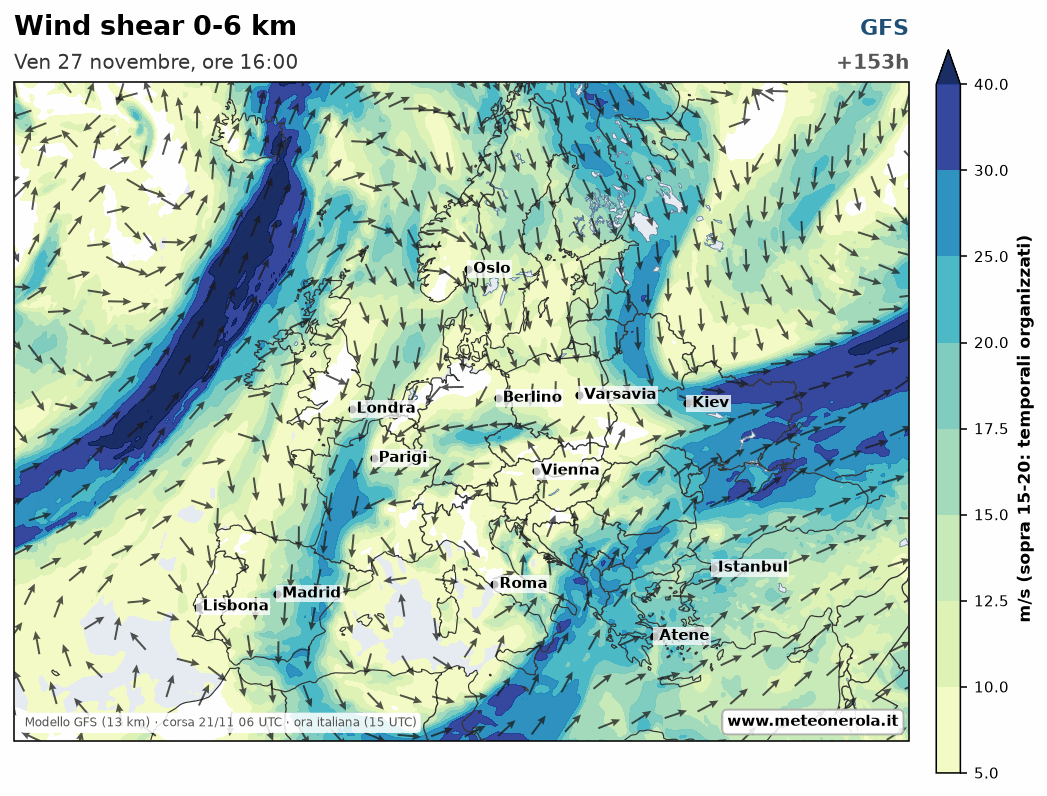 Wind shear 0-6 km
GFS
Ven 27 novembre, ore 16:00
+153h
40.0
30.0
25.0
20.0
17.5
15.0
12.5
10.0
5.0
m/s (sopra 15-20: temporali organizzati)
Oslo
Berlino
Varsavia
Kiev
Londra
Parigi
Vienna
Istanbul
Roma
Madrid
Lisbona
Atene
Modello GFS (13 km) · corsa 21/11 06 UTC · ora italiana (15 UTC)
www.meteonerola.it